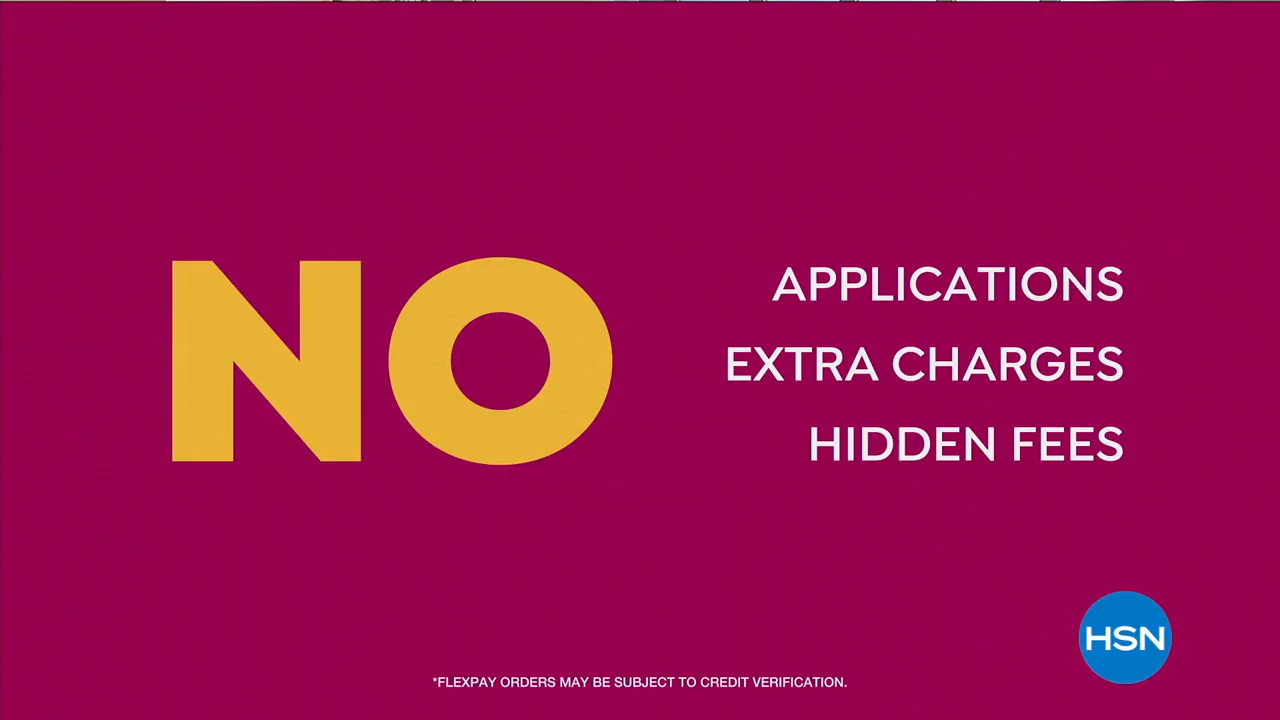 NO
APPLICATIONS
EXTRA CHARGES
HIDDEN FEES
HSN
*FLEXPAY ORDERS MAY BE SUBJECT TO CREDIT VERIFICATION.